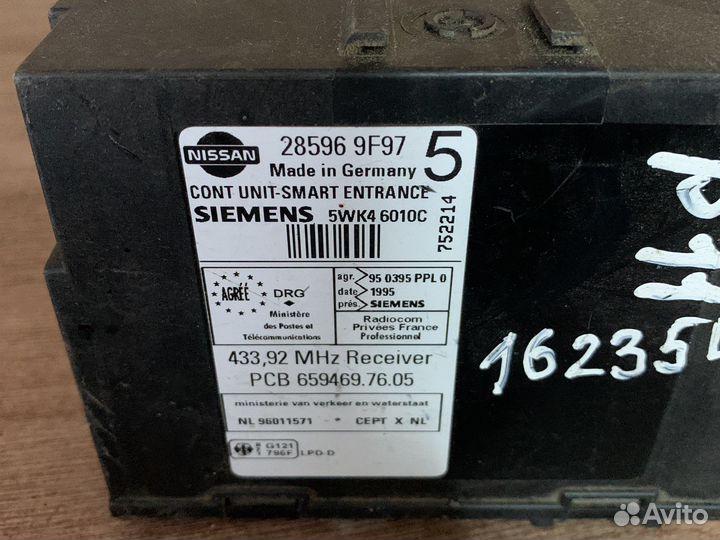 NISSAN
28596 9F97
5
Made in Germany
CONT UNIT-SMART ENTRANCE
SIEMENS 5WK4 6010C
752214
AGRÉÉ
DRG
Ministère
des Postes et
Télécommunications
agr. 95 0395 PPL 0
date 1995
prés. SIEMENS
Radiocom
Privées France
Professionnel
433,92 MHz Receiver
PCB 659469.76.05
ministerie van verkeer en waterstaat
NL 96011571 - * CEPT X NL
G121
796F
LPD-D
P11
16235
Avito